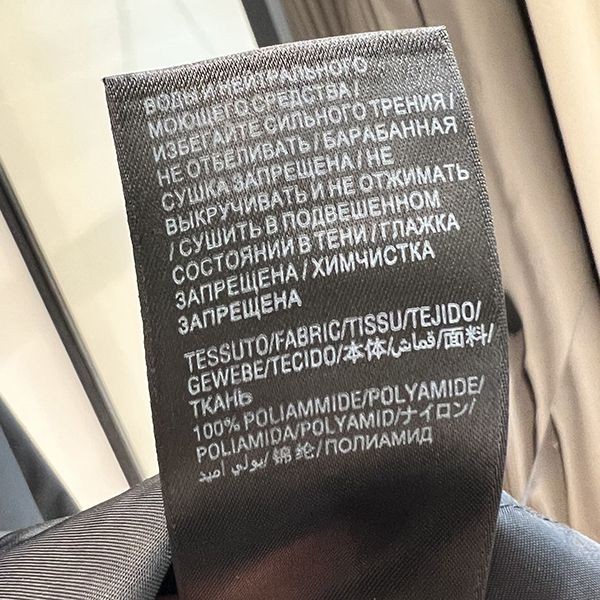 ВОДЫ И НЕЙТРАЛЬНОГО
МОЮЩЕГО СРЕДСТВА /
ИЗБЕГАЙТЕ СИЛЬНОГО ТРЕНИЯ /
НЕ ОТБЕЛИВАТЬ / БАРАБАННАЯ
СУШКА ЗАПРЕЩЕНА / НЕ
ВЫКРУЧИВАТЬ И НЕ ОТЖИМАТЬ
/ СУШИТЬ В ПОДВЕШЕННОМ
СОСТОЯНИИ В ТЕНИ / ГЛАЖКА
ЗАПРЕЩЕНА / ХИМЧИСТКА
ЗАПРЕЩЕНА
TESSUTO/FABRIC/TISSU/TEJIDO/
GEWEBE/TECIDO/本体/قماش/面料/
ТКАНЬ
100% POLIAMMIDE/POLYAMIDE/
POLIAMIDA/POLYAMID/ナイロン/
بولي أميد/锦纶/ПОЛИАМИД